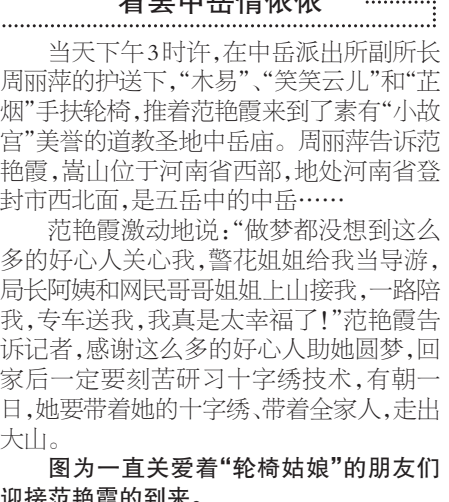 看罢中岳情依依
当天下午3时许,在中岳派出所副所长
周丽萍的护送下,“木易”、“笑笑云儿”和“芷
烟”手扶轮椅,推着范艳霞来到了素有“小故
宫”美誉的道教圣地中岳庙。周丽萍告诉范
艳霞,嵩山位于河南省西部,地处河南省登
封市西北面,是五岳中的中岳……
范艳霞激动地说:“做梦都没想到这么
多的好心人关心我,警花姐姐给我当导游,
局长阿姨和网民哥哥姐姐上山接我,一路陪
我,专车送我,我真是太幸福了!”范艳霞告
诉记者,感谢这么多的好心人助她圆梦,回
家后一定要刻苦研习十字绣技术,有朝一
日,她要带着她的十字绣、带着全家人,走出
大山。
图为一直关爱着“轮椅姑娘”的朋友们
迎接范艳霞的到来。